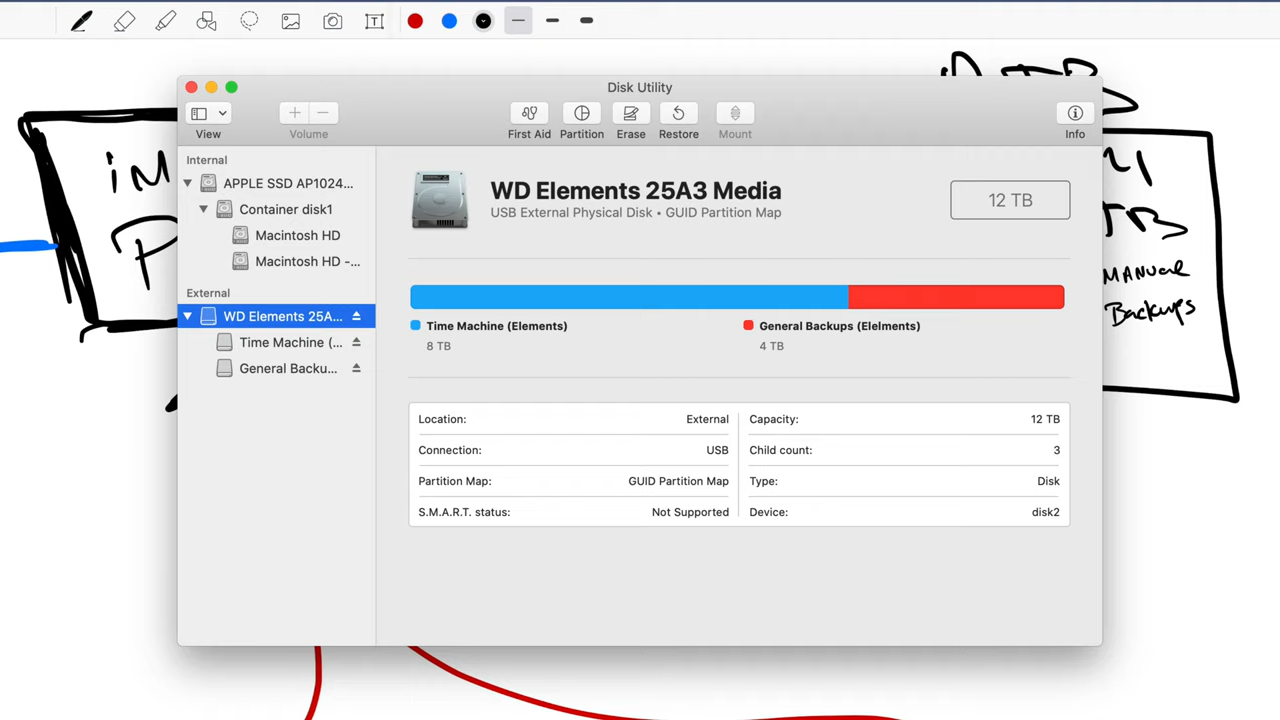 T
Disk Utility
View
Volume
First Aid
Partition
Erase
Restore
Mount
Info
Internal
APPLE SSD AP1024...
Container disk1
Macintosh HD
Macintosh HD -...
External
WD Elements 25A...
Time Machine (...
General Backu...
WD Elements 25A3 Media
USB External Physical Disk • GUID Partition Map
12 TB
Time Machine (Elements)
8 TB
General Backups (Elelments)
4 TB
Location: External
Connection: USB
Partition Map: GUID Partition Map
S.M.A.R.T. status: Not Supported
Capacity: 12 TB
Child count: 3
Type: Disk
Device: disk2
iM
P
TB
MANUAL
Backups